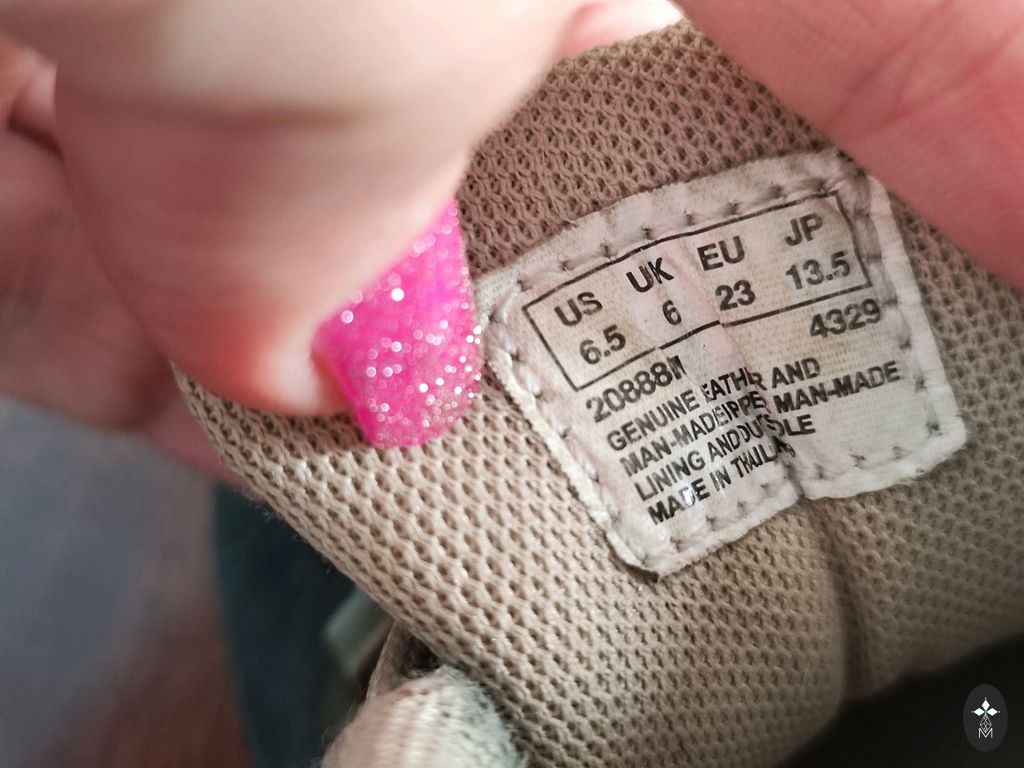 US UK EU JP
6.5 6 23 13.5
4329
20888N
GENUINE LEATHER AND
MAN-MADE UPPER MAN-MADE
LINING AND OUTSOLE
MADE IN THAILAND
M